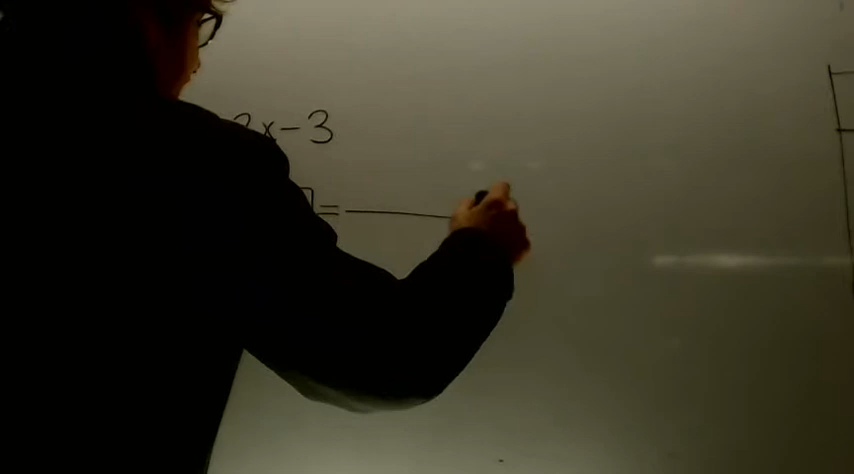 2x-3
=